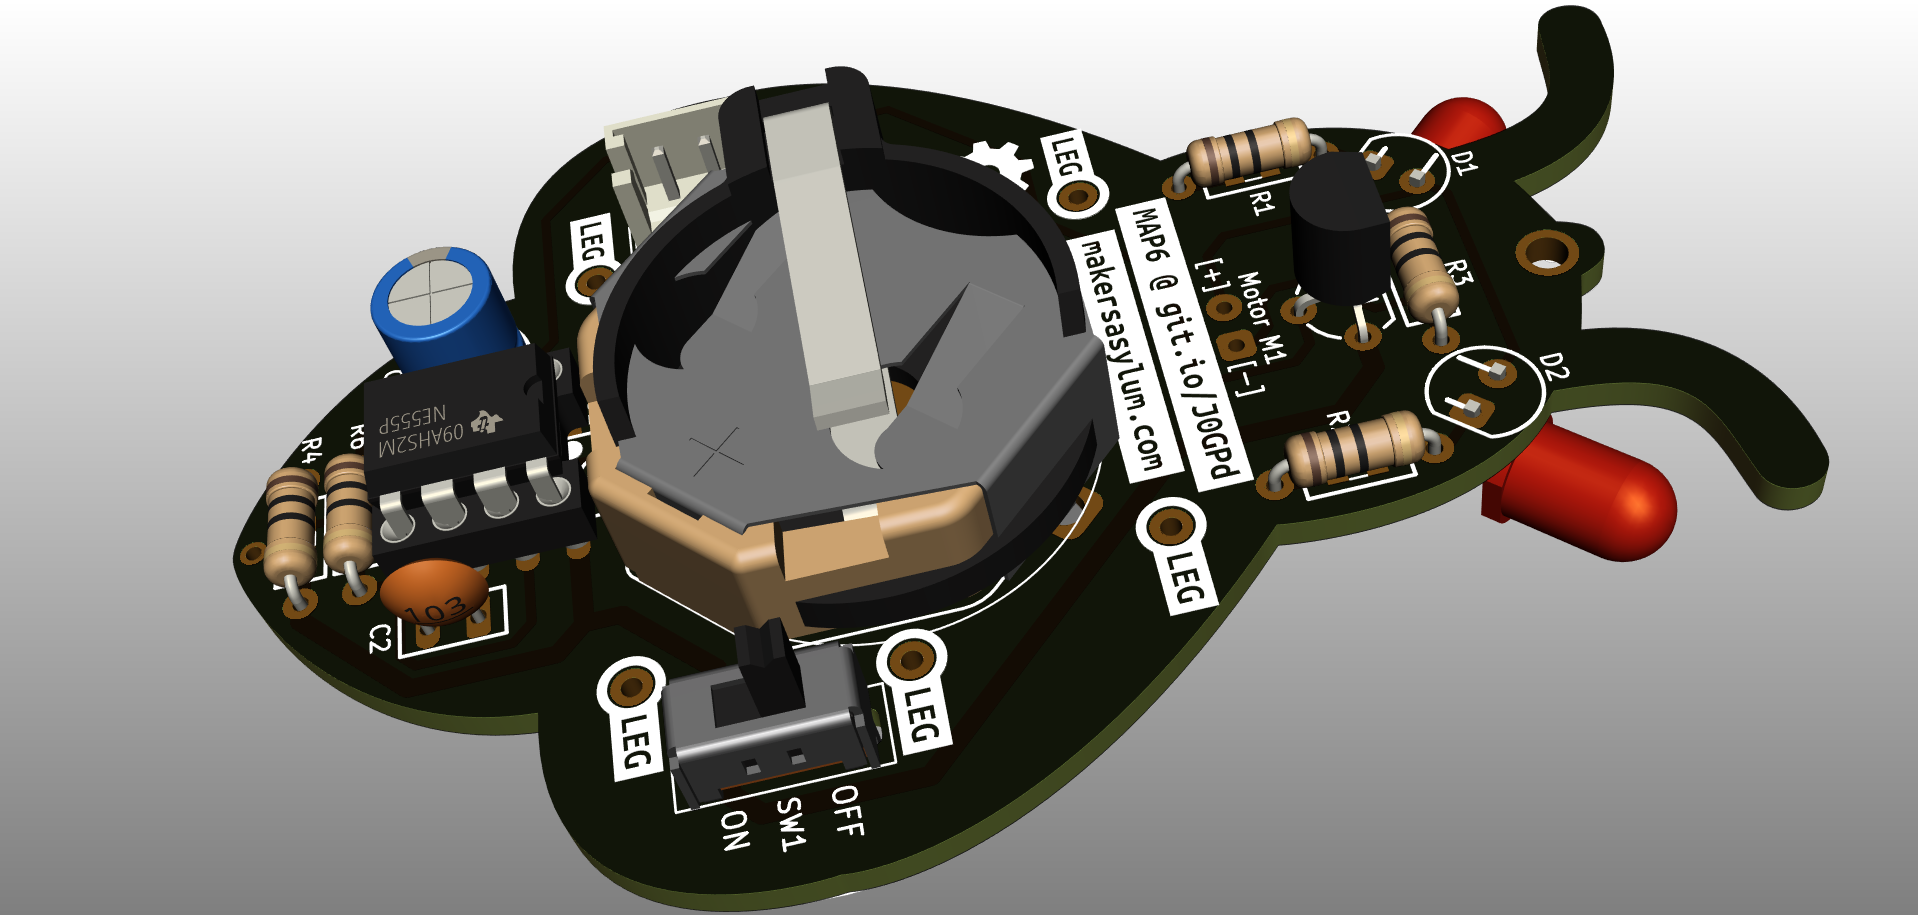 LEG
LEG
R1
D1
R3
MAP6 @ git.io/J0GPd
makersasylum.com
[+]
Motor M1
[-]
D2
R4
R6
09AHS2M
NE555P
103
C2
LEG
LEG
LEG
ON
SW1
OFF